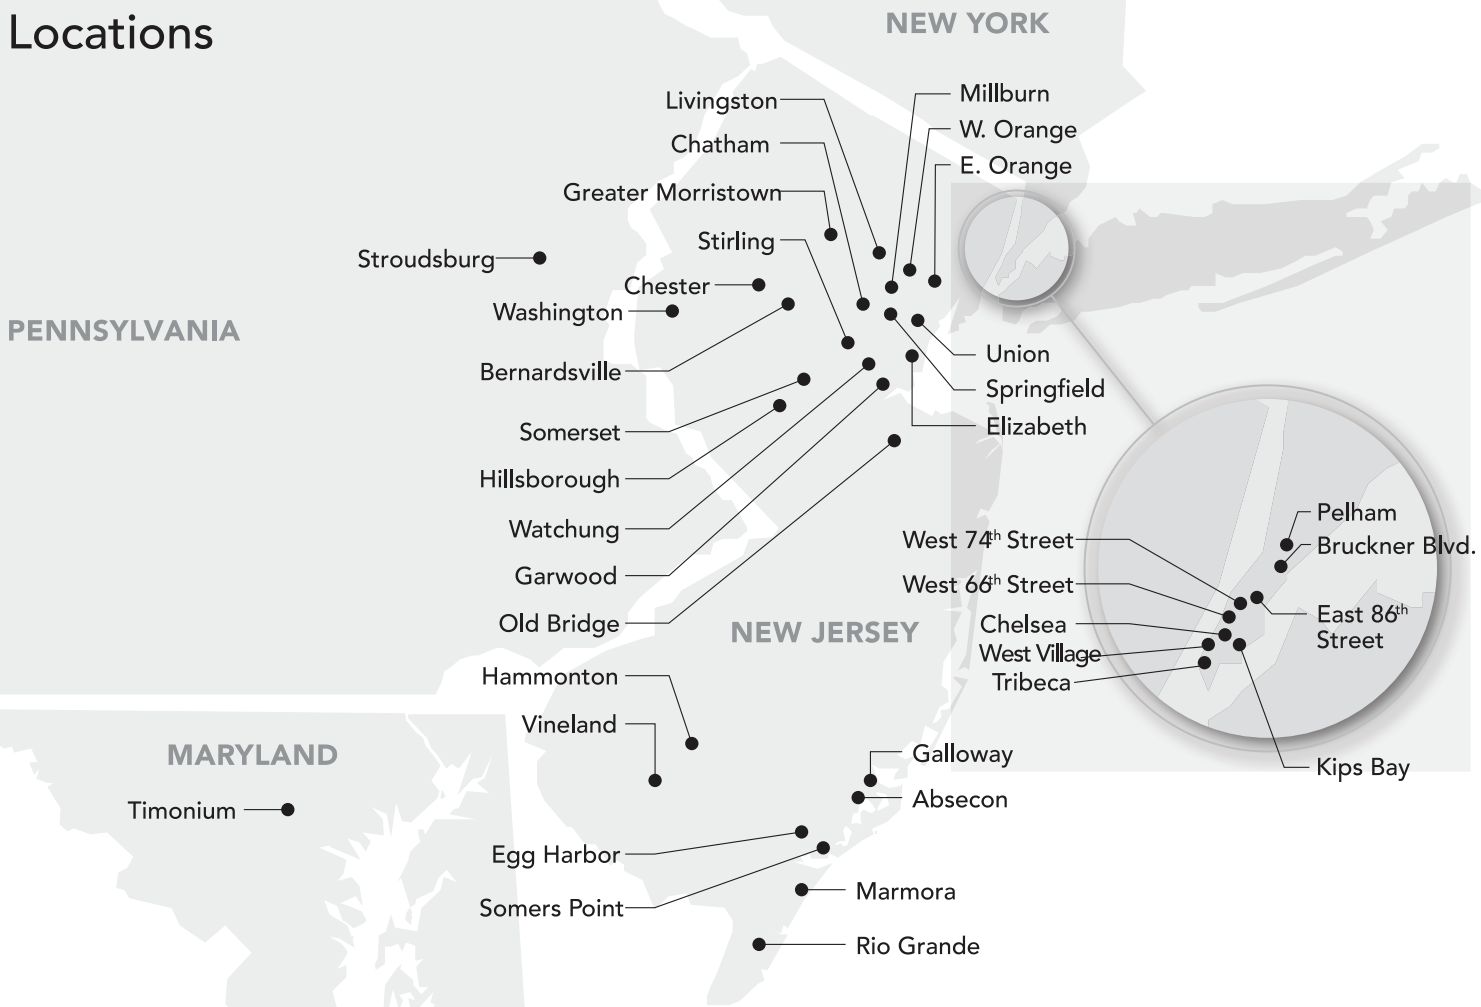 Locations
NEW YORK
Livingston
Millburn
Chatham
W. Orange
E. Orange
Greater Morristown
Stirling
Stroudsburg
Chester
Washington
PENNSYLVANIA
Union
Bernardsville
Springfield
Elizabeth
Somerset
Hillsborough
Watchung
Garwood
Old Bridge
NEW JERSEY
Pelham
West 74th Street
Bruckner Blvd.
West 66th Street
East 86th
Street
Chelsea
West Village
Tribeca
Hammonton
Vineland
MARYLAND
Galloway
Kips Bay
Absecon
Timonium
Egg Harbor
Marmora
Somers Point
Rio Grande